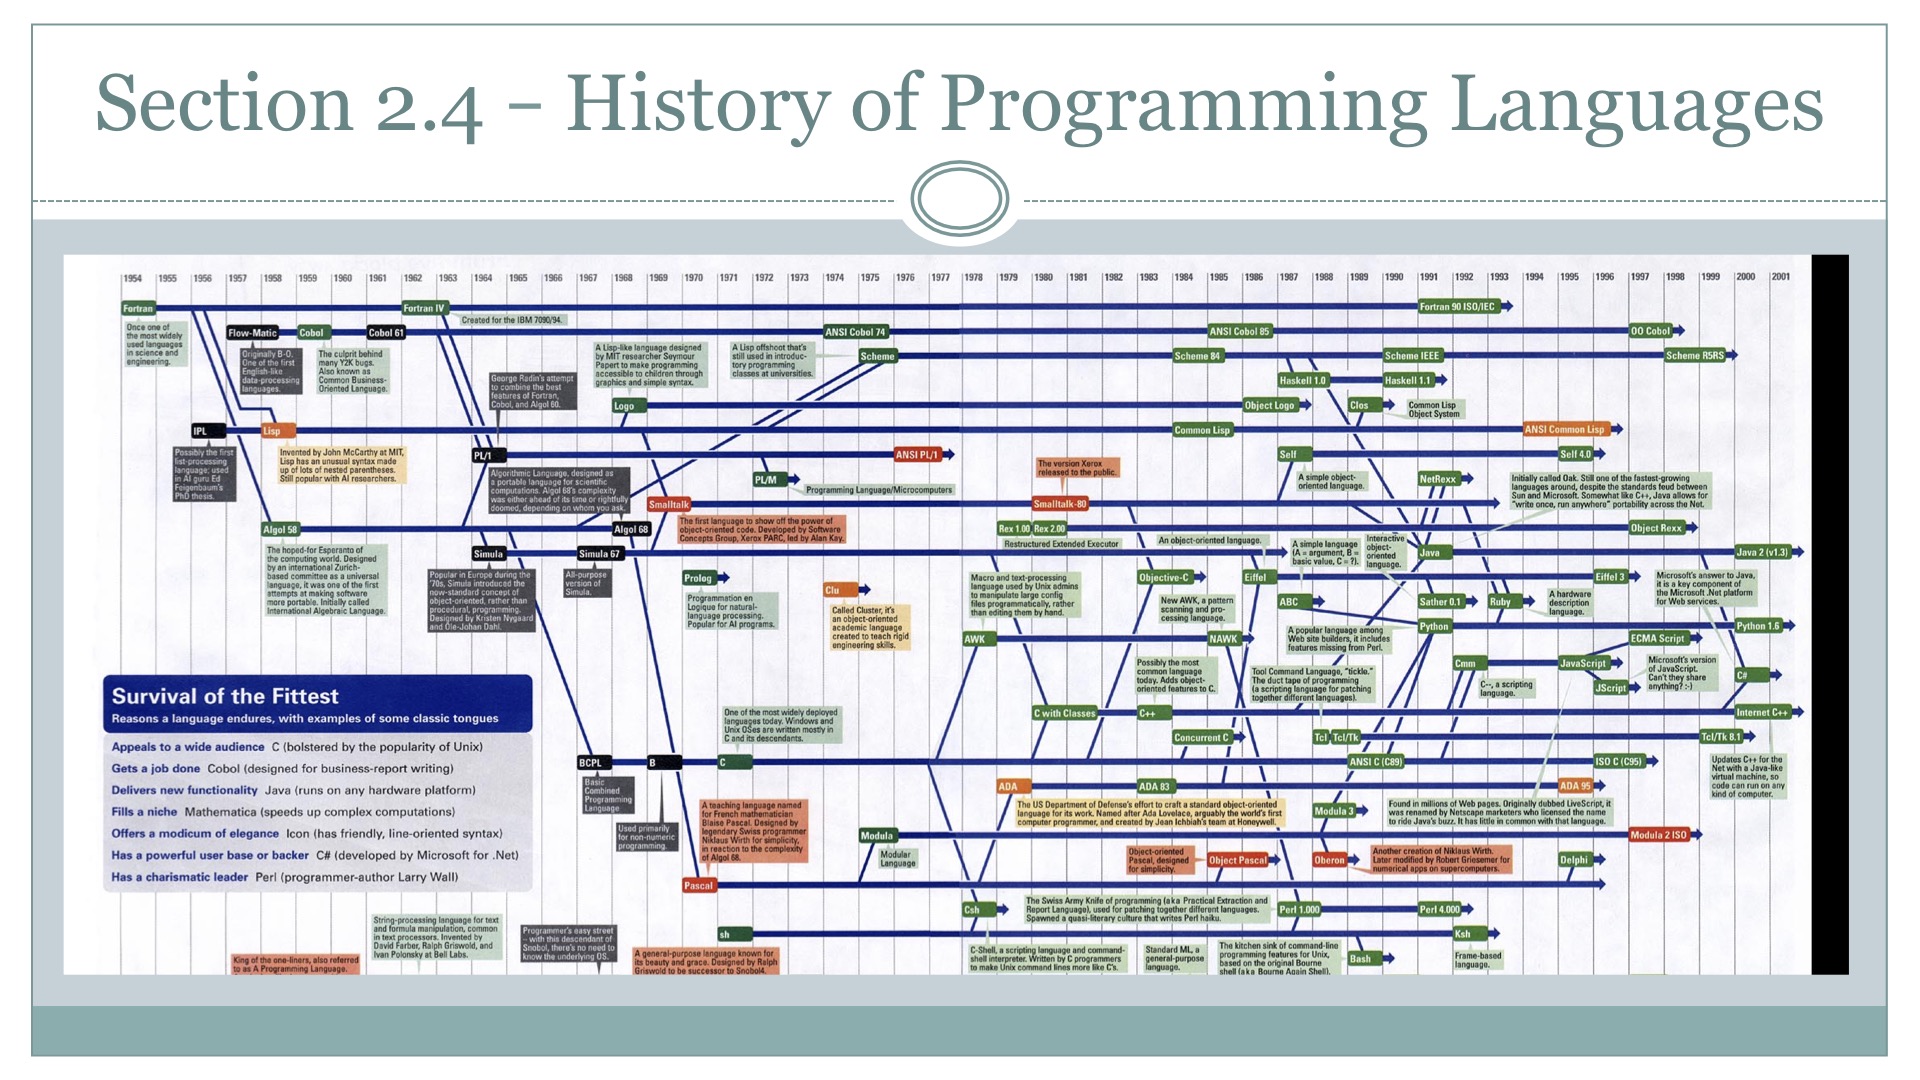 Section 2.4 – History of Programming Languages
1954 1955 1956 1957 1958 1959 1960 1961 1962 1963 1964 1965 1966 1967 1968 1969 1970 1971 1972 1973 1974 1975 1976 1977 1978 1979 1980 1981 1982 1983 1984 1985 1986 1987 1988 1989 1990 1991 1992 1993 1994 1995 1996 1997 1998 1999 2000 2001
Fortran
Fortran IV
Fortran 90 ISO/IEC
Once one of
the most widely
used languages
in science and
engineering.
Created for the IBM 7090/94.
Flow-Matic
Cobol
Cobol 61
ANSI Cobol 74
ANSI Cobol 85
OO Cobol
Originally B-O.
One of the first
English-like
data-processing
languages.
The culprit behind
many Y2K bugs.
Also known as
Common Business-
Oriented Language.
A Lisp-like language designed
by MIT researcher Seymour
Papert to make programming
accessible to children through
graphics and simple syntax.
A Lisp offshoot that's
still used in introduc-
tory programming
classes at universities.
Scheme
Scheme 84
Scheme IEEE
Scheme R5RS
George Radin's attempt
to combine the best
features of Fortran,
Cobol, and Algol 60.
Haskell 1.0
Haskell 1.1
Logo
Object Logo
Clos
Common Lisp
Object System
IPL
Lisp
Common Lisp
ANSI Common Lisp
Possibly the first
list-processing
language; used
in AI guru Ed
Feigenbaum's
PhD thesis.
Invented by John McCarthy at MIT,
Lisp has an unusual syntax made
up of lots of nested parentheses.
Still popular with AI researchers.
PL/1
ANSI PL/1
Self
Self 4.0
Algorithmic Language, designed as
a portable language for scientific
computations. Algol 68's complexity
was either ahead of its time or rightfully
doomed, depending on whom you ask.
PL/M
Programming Language/Microcomputers
The version Xerox
released to the public.
A simple object-
oriented language.
NetRexx
Initially called Oak. Still one of the fastest-growing
languages around, despite the standards feud between
Sun and Microsoft. Somewhat like C++, Java allows for
"write once, run anywhere" portability across the Net.
Smalltalk
Smalltalk-80
The first language to show off the power of
object-oriented code. Developed by Software
Concepts Group, Xerox PARC, led by Alan Kay.
Algol 58
Algol 68
Rex 1.00
Rex 2.00
Object Rexx
Restructured Extended Executor
An object-oriented language.
The hoped-for Esperanto of
the computing world. Designed
by an international Zurich-
based committee as a universal
language, it was one of the first
attempts at making software
more portable. Initially called
International Algebraic Language.
Simula
Simula 67
A simple language
(A = argument, B =
basic value, C = ?).
Interactive
object-
oriented
language.
Java
Java 2 (v1.3)
Popular in Europe during the
'70s, Simula introduced the
now-standard concept of
object-oriented, rather than
procedural, programming.
Designed by Kristen Nygaard
and Ole-Johan Dahl.
All-purpose
version of
Simula.
Prolog
Programmation en
Logique for natural-
language processing.
Popular for AI programs.
Clu
Called Cluster, it's
an object-oriented
academic language
created to teach rigid
engineering skills.
Macro and text-processing
language used by Unix admins
to manipulate large config
files programmatically, rather
than editing them by hand.
Objective-C
Eiffel
Eiffel 3
Microsoft's answer to Java,
it is a key component of
the Microsoft .Net platform
for Web services.
New AWK, a pattern
scanning and pro-
cessing language.
ABC
Sather 0.1
Ruby
A hardware
description
language.
AWK
NAWK
A popular language among
Web site builders, it includes
features missing from Perl.
Python
Python 1.6
ECMA Script
Possibly the most
common language
today. Adds object-
oriented features to C.
Tool Command Language, "tickle."
The duct tape of programming
(a scripting language for patching
together different languages).
Cmm
C--, a scripting
language.
JavaScript
JScript
Microsoft's version
of JavaScript.
Can't they share
anything? :-)
C#
Survival of the Fittest
Reasons a language endures, with examples of some classic tongues
Appeals to a wide audience C (bolstered by the popularity of Unix)
Gets a job done Cobol (designed for business-report writing)
Delivers new functionality Java (runs on any hardware platform)
Fills a niche Mathematica (speeds up complex computations)
Offers a modicum of elegance Icon (has friendly, line-oriented syntax)
Has a powerful user base or backer C# (developed by Microsoft for .Net)
Has a charismatic leader Perl (programmer-author Larry Wall)
One of the most widely deployed
languages today. Windows and
Unix OSes are written mostly in
C and its descendants.
C with Classes
C++
Internet C++
Concurrent C
Tcl
Tcl/Tk
Tcl/Tk 8.1
BCPL
B
C
ANSI C (C89)
ISO C (C95)
Updates C++ for the
Net with a Java-like
virtual machine, so
code can run on any
kind of computer.
Basic
Combined
Programming
Language
Used primarily
for non-numeric
programming.
A teaching language named
for French mathematician
Blaise Pascal. Designed by
legendary Swiss programmer
Niklaus Wirth for simplicity,
in reaction to the complexity
of Algol 68.
ADA
ADA 83
ADA 95
The US Department of Defense's effort to craft a standard object-oriented
language for its work. Named after Ada Lovelace, arguably the world's first
computer programmer, and created by Jean Ichbiah's team at Honeywell.
Modula 3
Found in millions of Web pages. Originally dubbed LiveScript, it
was renamed by Netscape marketers who licensed the name
to ride Java's buzz. It has little in common with that language.
Modula
Modula 2 ISO
Modular
Language
Object-oriented
Pascal, designed
for simplicity.
Object Pascal
Oberon
Another creation of Niklaus Wirth.
Later modified by Robert Griesemer for
numerical apps on supercomputers.
Delphi
Pascal
Csh
The Swiss Army Knife of programming (aka Practical Extraction and
Report Language), used for patching together different languages.
Spawned a quasi-literary culture that writes Perl haiku.
Perl 1.000
Perl 4.000
String-processing language for text
and formula manipulation, common
in text processors. Invented by
David Farber, Ralph Griswold, and
Ivan Polonsky at Bell Labs.
Programmer's easy street
– with this descendant of
Snobol, there's no need to
know the underlying OS.
sh
Ksh
King of the one-liners, also referred
to as A Programming Language.
A general-purpose language known for
its beauty and grace. Designed by Ralph
Griswold to be successor to Snobol4.
C-Shell, a scripting language and command-
shell interpreter. Written by C programmers
to make Unix command lines more like C's.
Standard ML, a
general-purpose
language.
The kitchen sink of command-line
programming features for Unix,
based on the original Bourne
shell (aka Bourne Again Shell).
Bash
Frame-based
language.